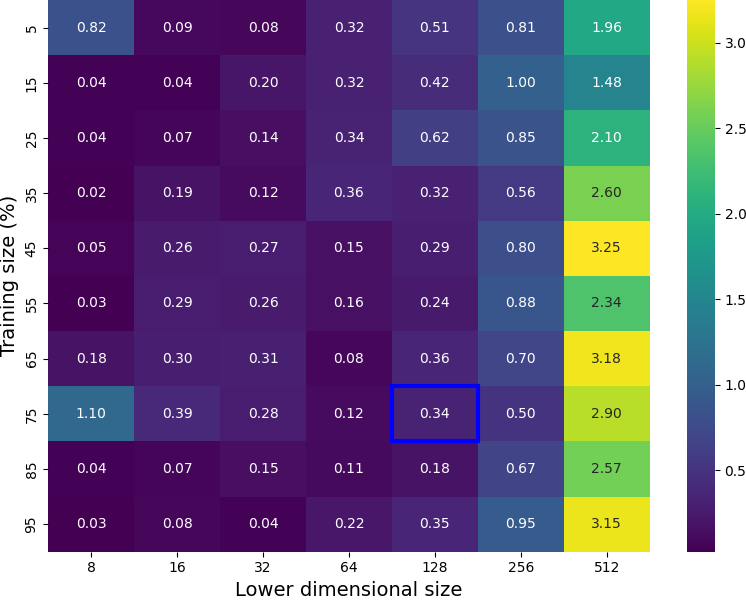 5 0.82 0.09 0.08 0.32 0.51 0.81 1.96
15 0.04 0.04 0.20 0.32 0.42 1.00 1.48
25 0.04 0.07 0.14 0.34 0.62 0.85 2.10
35 0.02 0.19 0.12 0.36 0.32 0.56 2.60
45 0.05 0.26 0.27 0.15 0.29 0.80 3.25
55 0.03 0.29 0.26 0.16 0.24 0.88 2.34
65 0.18 0.30 0.31 0.08 0.36 0.70 3.18
75 1.10 0.39 0.28 0.12 0.34 0.50 2.90
85 0.04 0.07 0.15 0.11 0.18 0.67 2.57
95 0.03 0.08 0.04 0.22 0.35 0.95 3.15
8 16 32 64 128 256 512
Lower dimensional size
Training size (%)
3.0
2.5
2.0
1.5
1.0
0.5